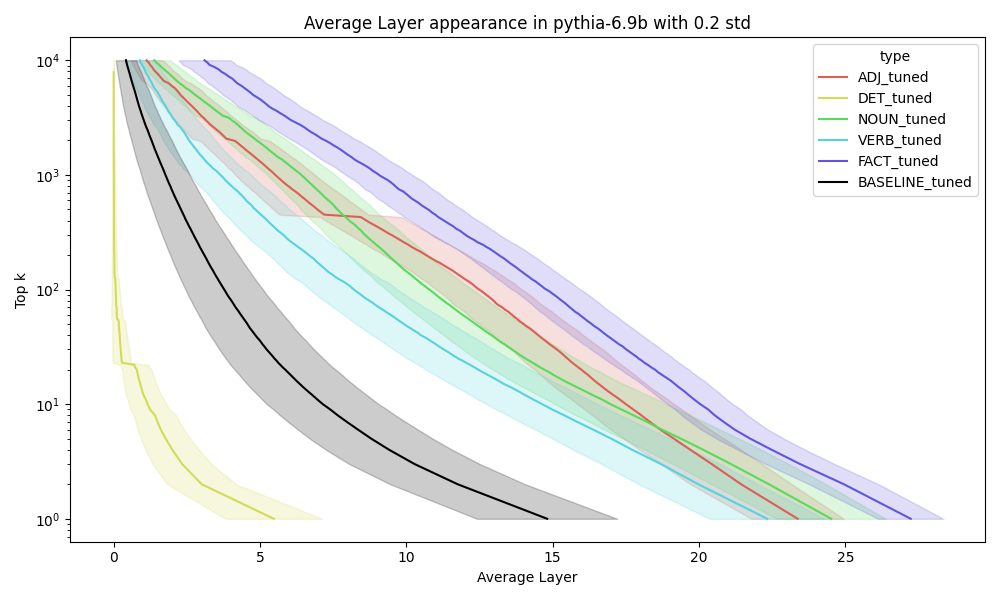 Average Layer appearance in pythia-6.9b with 0.2 std
Top k
10⁴
10³
10²
10¹
10⁰
0 5 10 15 20 25
Average Layer
type
ADJ_tuned
DET_tuned
NOUN_tuned
VERB_tuned
FACT_tuned
BASELINE_tuned